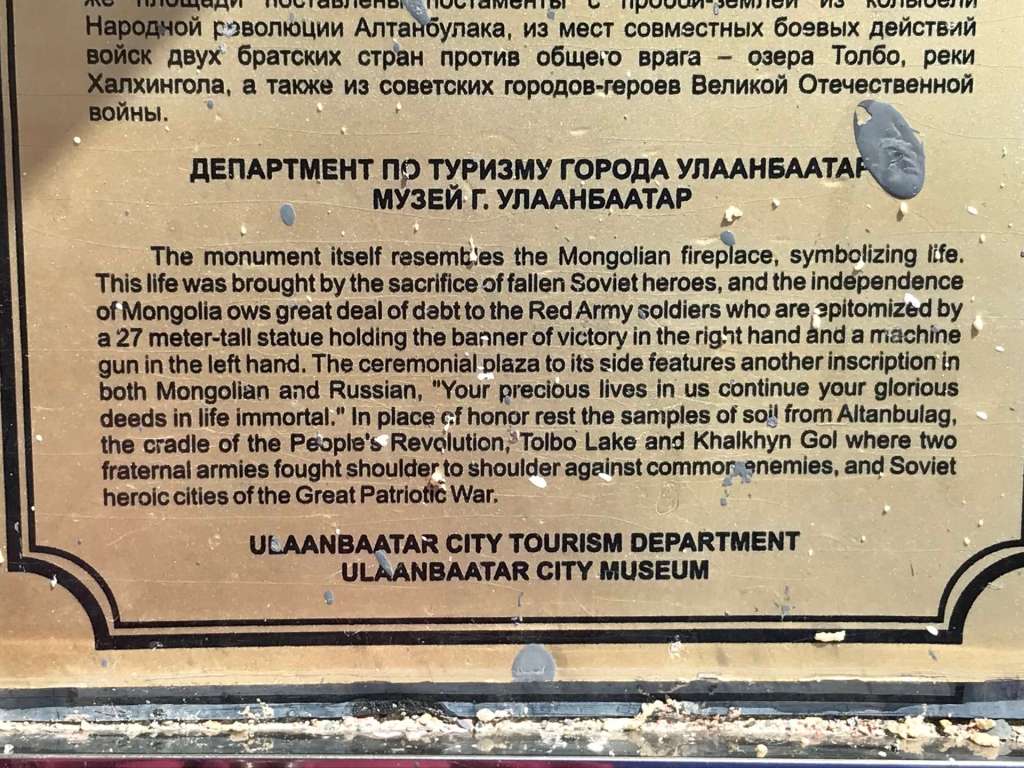 же площади поставлены постаменты с пробой-землей из колыбели
Народной революции Алтанбулака, из мест совместных боевых действий
войск двух братских стран против общего врага – озера Толбо, реки
Халхингола, а также из советских городов-героев Великой Отечественной
войны.
ДЕПАРТМЕНТ ПО ТУРИЗМУ ГОРОДА УЛААНБААТАР
МУЗЕЙ Г. УЛААНБААТАР
The monument itself resembles the Mongolian fireplace, symbolizing life.
This life was brought by the sacrifice of fallen Soviet heroes, and the independence
of Mongolia ows great deal of debt to the Red Army soldiers who are epitomized by
a 27 meter-tall statue holding the banner of victory in the right hand and a machine
gun in the left hand. The ceremonial plaza to its side features another inscription in
both Mongolian and Russian, "Your precious lives in us continue your glorious
deeds in life immortal." In place of honor rest the samples of soil from Altanbulag,
the cradle of the People's Revolution, Tolbo Lake and Khalkhyn Gol where two
fraternal armies fought shoulder to shoulder against common enemies, and Soviet
heroic cities of the Great Patriotic War.
ULAANBAATAR CITY TOURISM DEPARTMENT
ULAANBAATAR CITY MUSEUM